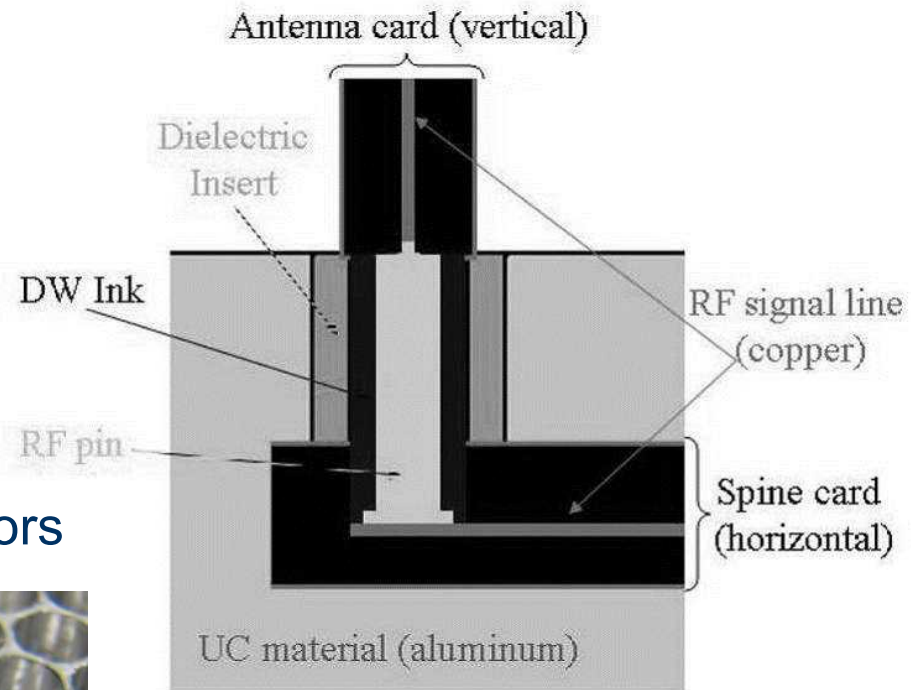 Antenna card (vertical)
Dielectric
Insert
DW Ink
RF signal line
(copper)
RF pin
Spine card
(horizontal)
ors
UC material (aluminum)